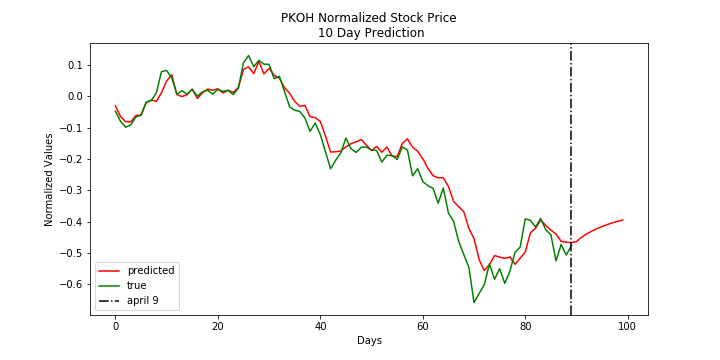 PKOH Normalized Stock Price
10 Day Prediction
Normalized Values
0.1
0.0
−0.1
−0.2
−0.3
−0.4
−0.5
−0.6
predicted
true
april 9
0 20 40 60 80 100
Days